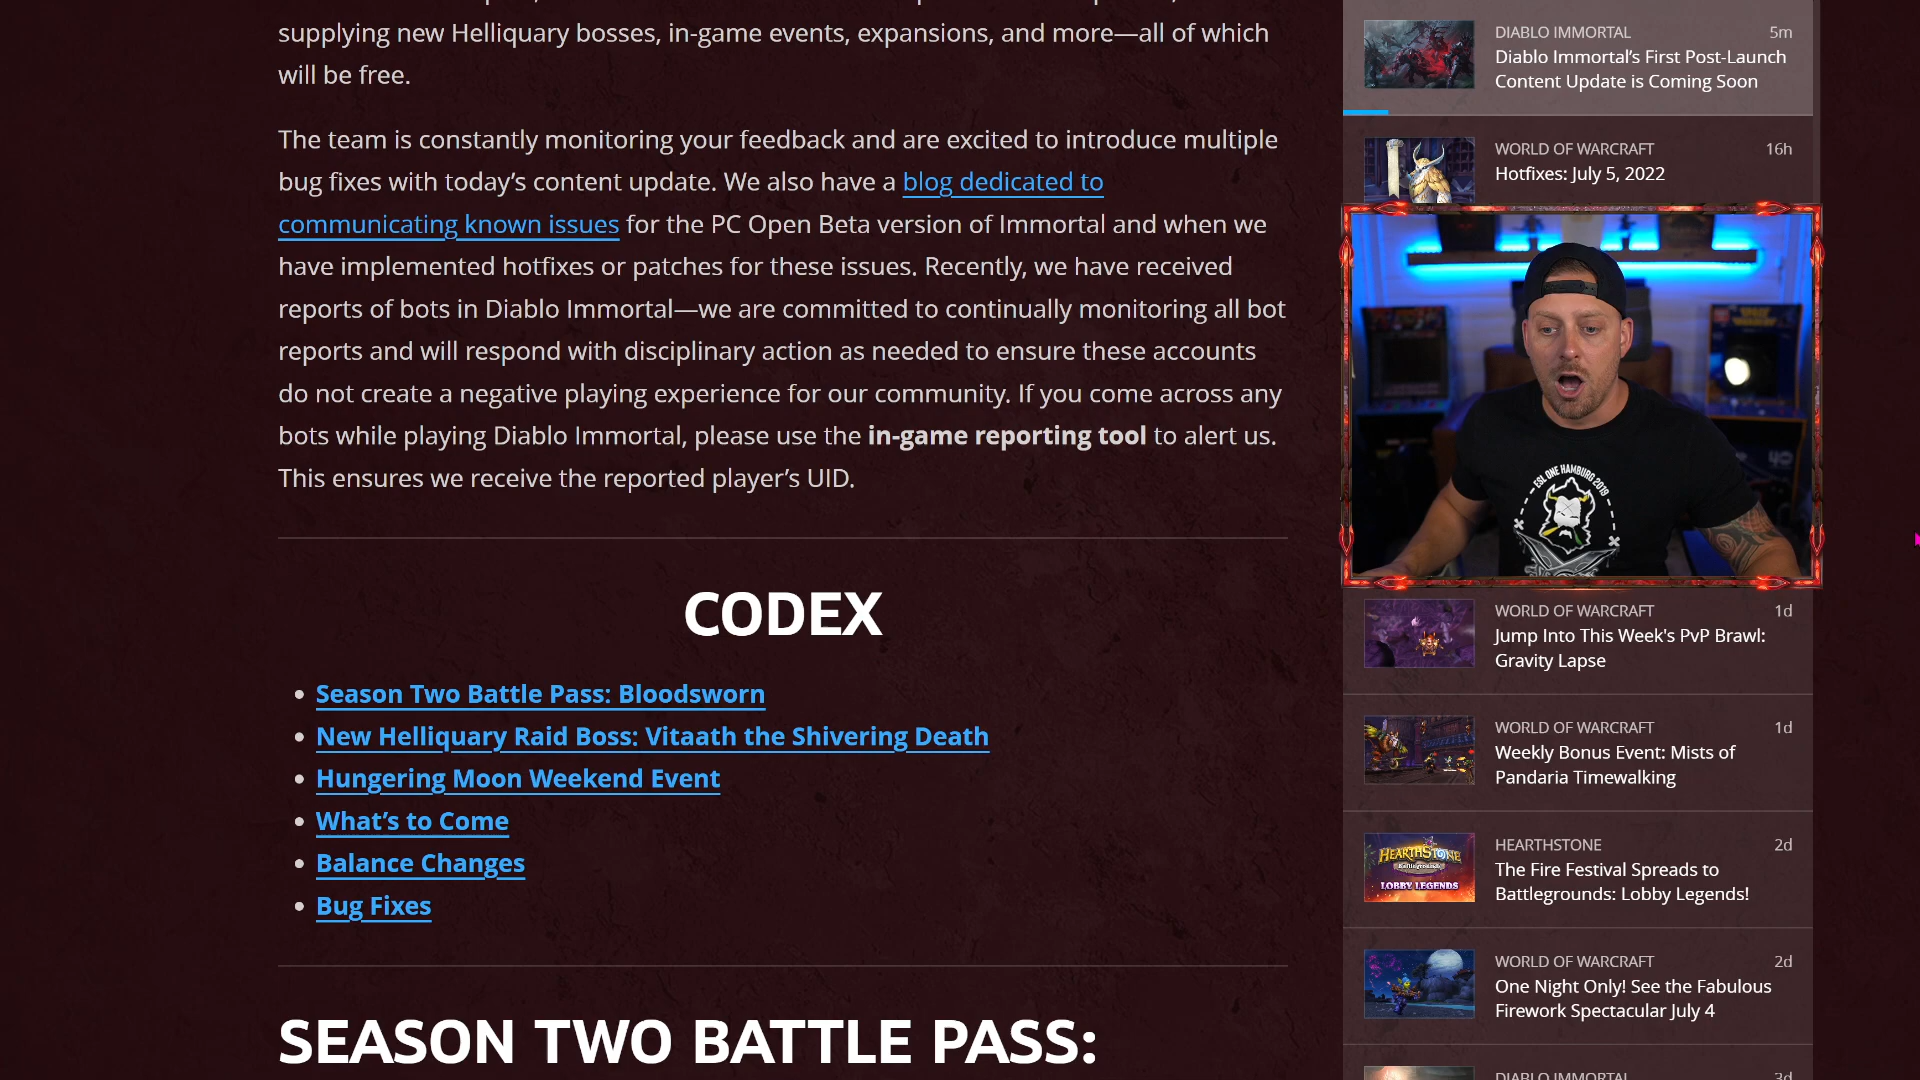 supplying new Helliquary bosses, in-game events, expansions, and more—all of which
will be free.
The team is constantly monitoring your feedback and are excited to introduce multiple
bug fixes with today’s content update. We also have a blog dedicated to
communicating known issues for the PC Open Beta version of Immortal and when we
have implemented hotfixes or patches for these issues. Recently, we have received
reports of bots in Diablo Immortal—we are committed to continually monitoring all bot
reports and will respond with disciplinary action as needed to ensure these accounts
do not create a negative playing experience for our community. If you come across any
bots while playing Diablo Immortal, please use the in-game reporting tool to alert us.
This ensures we receive the reported player’s UID.
CODEX
• Season Two Battle Pass: Bloodsworn
• New Helliquary Raid Boss: Vitaath the Shivering Death
• Hungering Moon Weekend Event
• What’s to Come
• Balance Changes
• Bug Fixes
SEASON TWO BATTLE PASS:
DIABLO IMMORTAL 5m
Diablo Immortal’s First Post-Launch
Content Update is Coming Soon
WORLD OF WARCRAFT 16h
Hotfixes: July 5, 2022
ESL ONE HAMBURG 2019
WORLD OF WARCRAFT 1d
Jump Into This Week's PvP Brawl:
Gravity Lapse
WORLD OF WARCRAFT 1d
Weekly Bonus Event: Mists of
Pandaria Timewalking
HEARTHSTONE
Battlegrounds
LOBBY LEGENDS
HEARTHSTONE 2d
The Fire Festival Spreads to
Battlegrounds: Lobby Legends!
WORLD OF WARCRAFT 2d
One Night Only! See the Fabulous
Firework Spectacular July 4
DIABLO IMMORTAL 3d